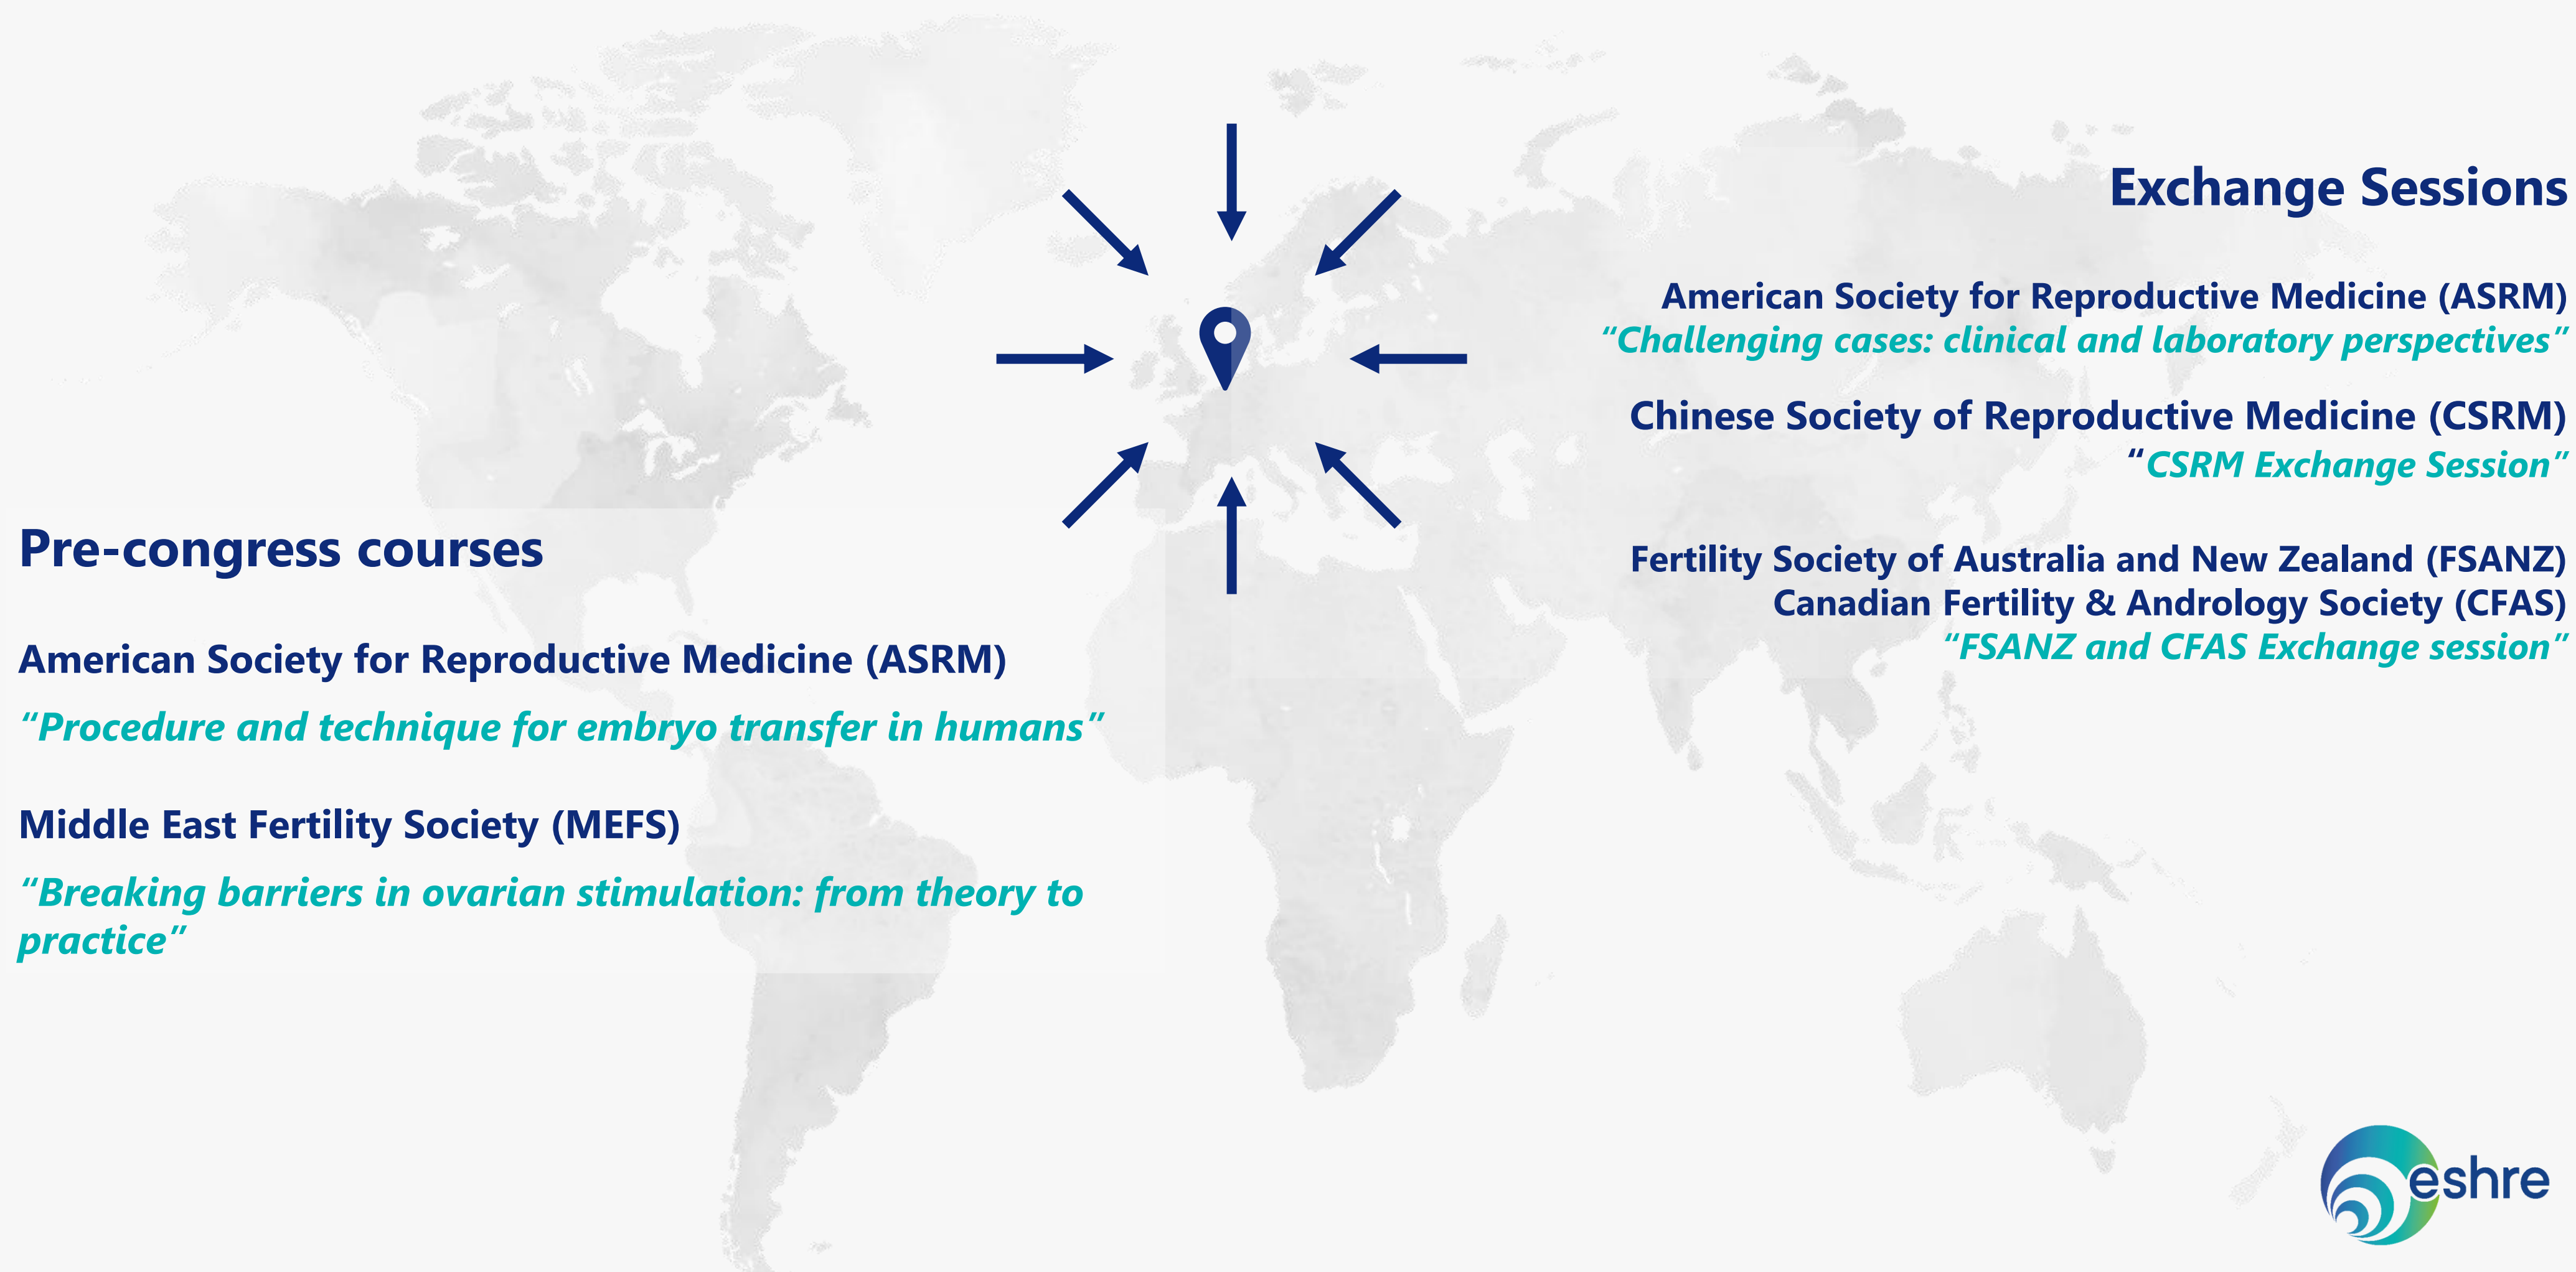 Pre-congress courses
American Society for Reproductive Medicine (ASRM)
“Procedure and technique for embryo transfer in humans”
Middle East Fertility Society (MEFS)
“Breaking barriers in ovarian stimulation: from theory to
practice”
Exchange Sessions
American Society for Reproductive Medicine (ASRM)
“Challenging cases: clinical and laboratory perspectives”
Chinese Society of Reproductive Medicine (CSRM)
“CSRM Exchange Session”
Fertility Society of Australia and New Zealand (FSANZ)
Canadian Fertility & Andrology Society (CFAS)
“FSANZ and CFAS Exchange session”
eshre